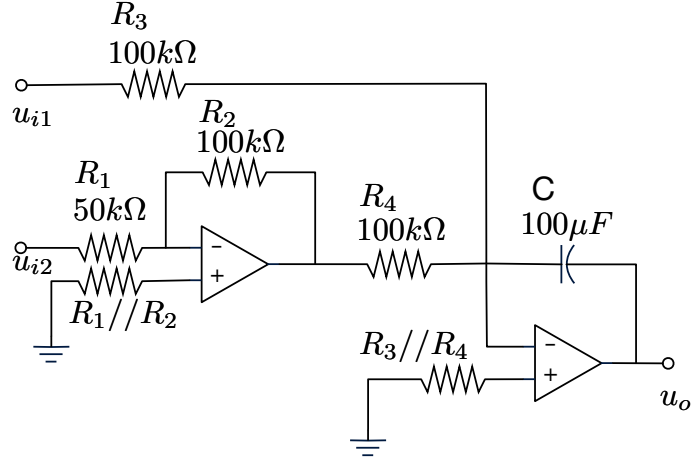 R₃
100kΩ
uᵢ₁
R₂
100kΩ
R₁
50kΩ
uᵢ₂
R₁//R₂
R₄
100kΩ
C
100μF
R₃//R₄
uₒ
−
+
−
+